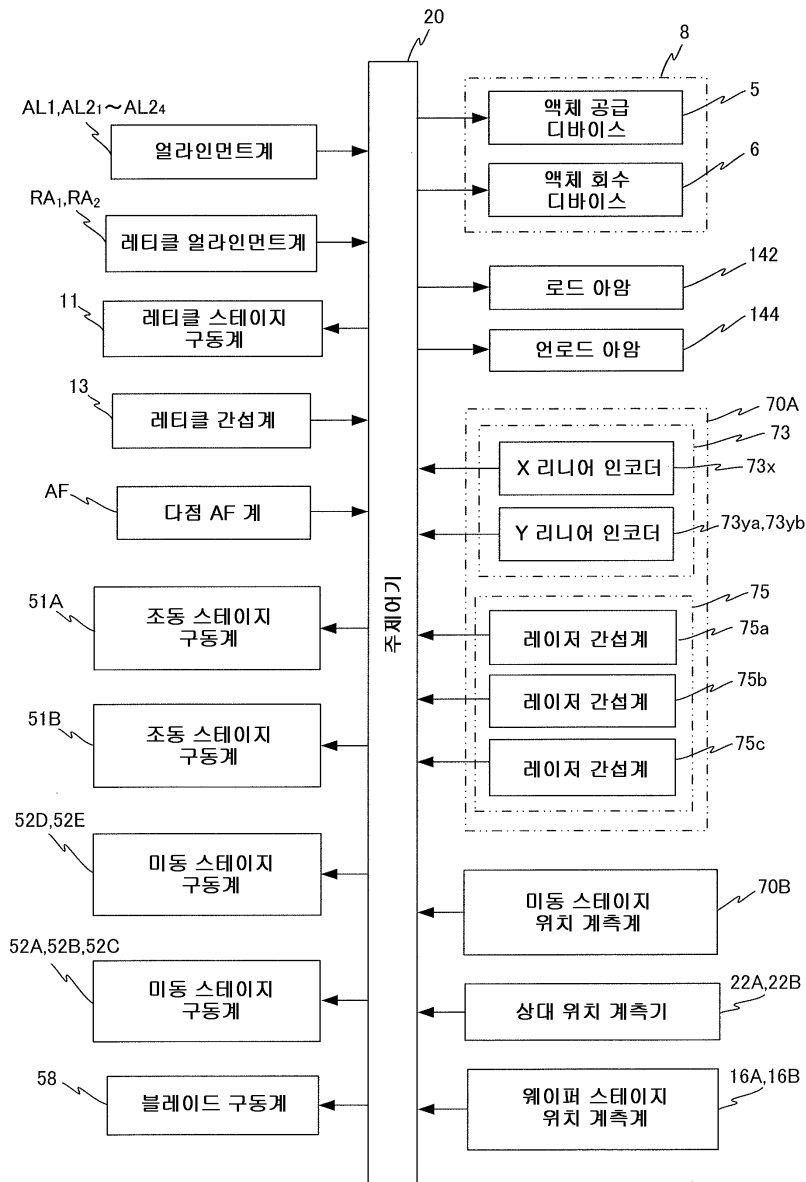 20
AL1,AL2₁~AL2₄
얼라인먼트계
RA₁,RA₂
레티클 얼라인먼트계
11
레티클 스테이지
구동계
13
레티클 간섭계
AF
다점 AF 계
51A
조동 스테이지
구동계
51B
조동 스테이지
구동계
52D,52E
미동 스테이지
구동계
52A,52B,52C
미동 스테이지
구동계
58
블레이드 구동계
주제어기
8
5
액체 공급
디바이스
6
액체 회수
디바이스
142
로드 아암
144
언로드 아암
70A
73
X 리니어 인코더
73x
Y 리니어 인코더
73ya,73yb
75
레이저 간섭계
75a
레이저 간섭계
75b
레이저 간섭계
75c
미동 스테이지
위치 계측계
70B
상대 위치 계측기
22A,22B
웨이퍼 스테이지
위치 계측계
16A,16B